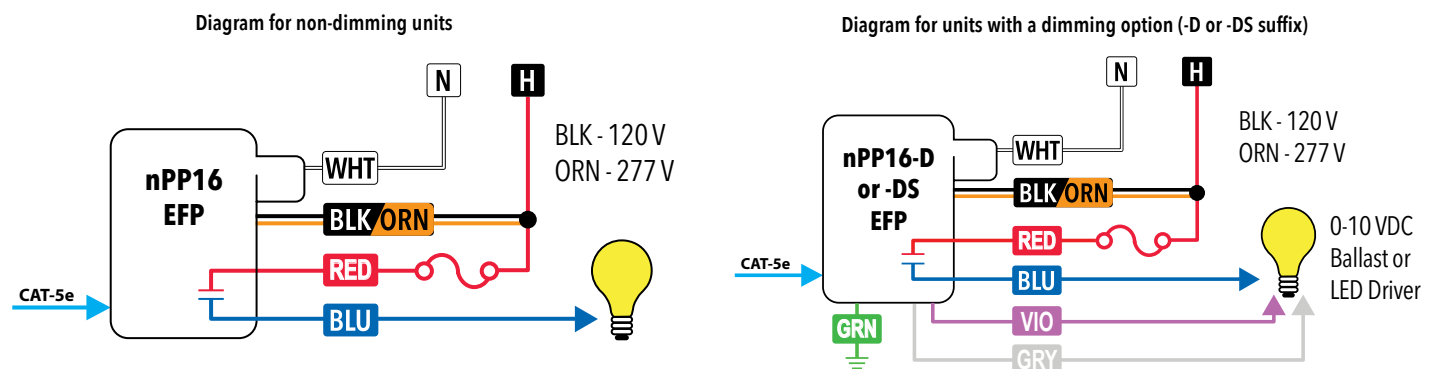 Diagram for non-dimming units
N
H
BLK - 120 V
ORN - 277 V
WHT
nPP16
EFP
BLK/ORN
RED
CAT-5e
BLU
Diagram for units with a dimming option (-D or -DS suffix)
N
H
BLK - 120 V
ORN - 277 V
WHT
nPP16-D
or -DS
EFP
BLK/ORN
RED
0-10 VDC
Ballast or
LED Driver
CAT-5e
BLU
VIO
GRN
GRY